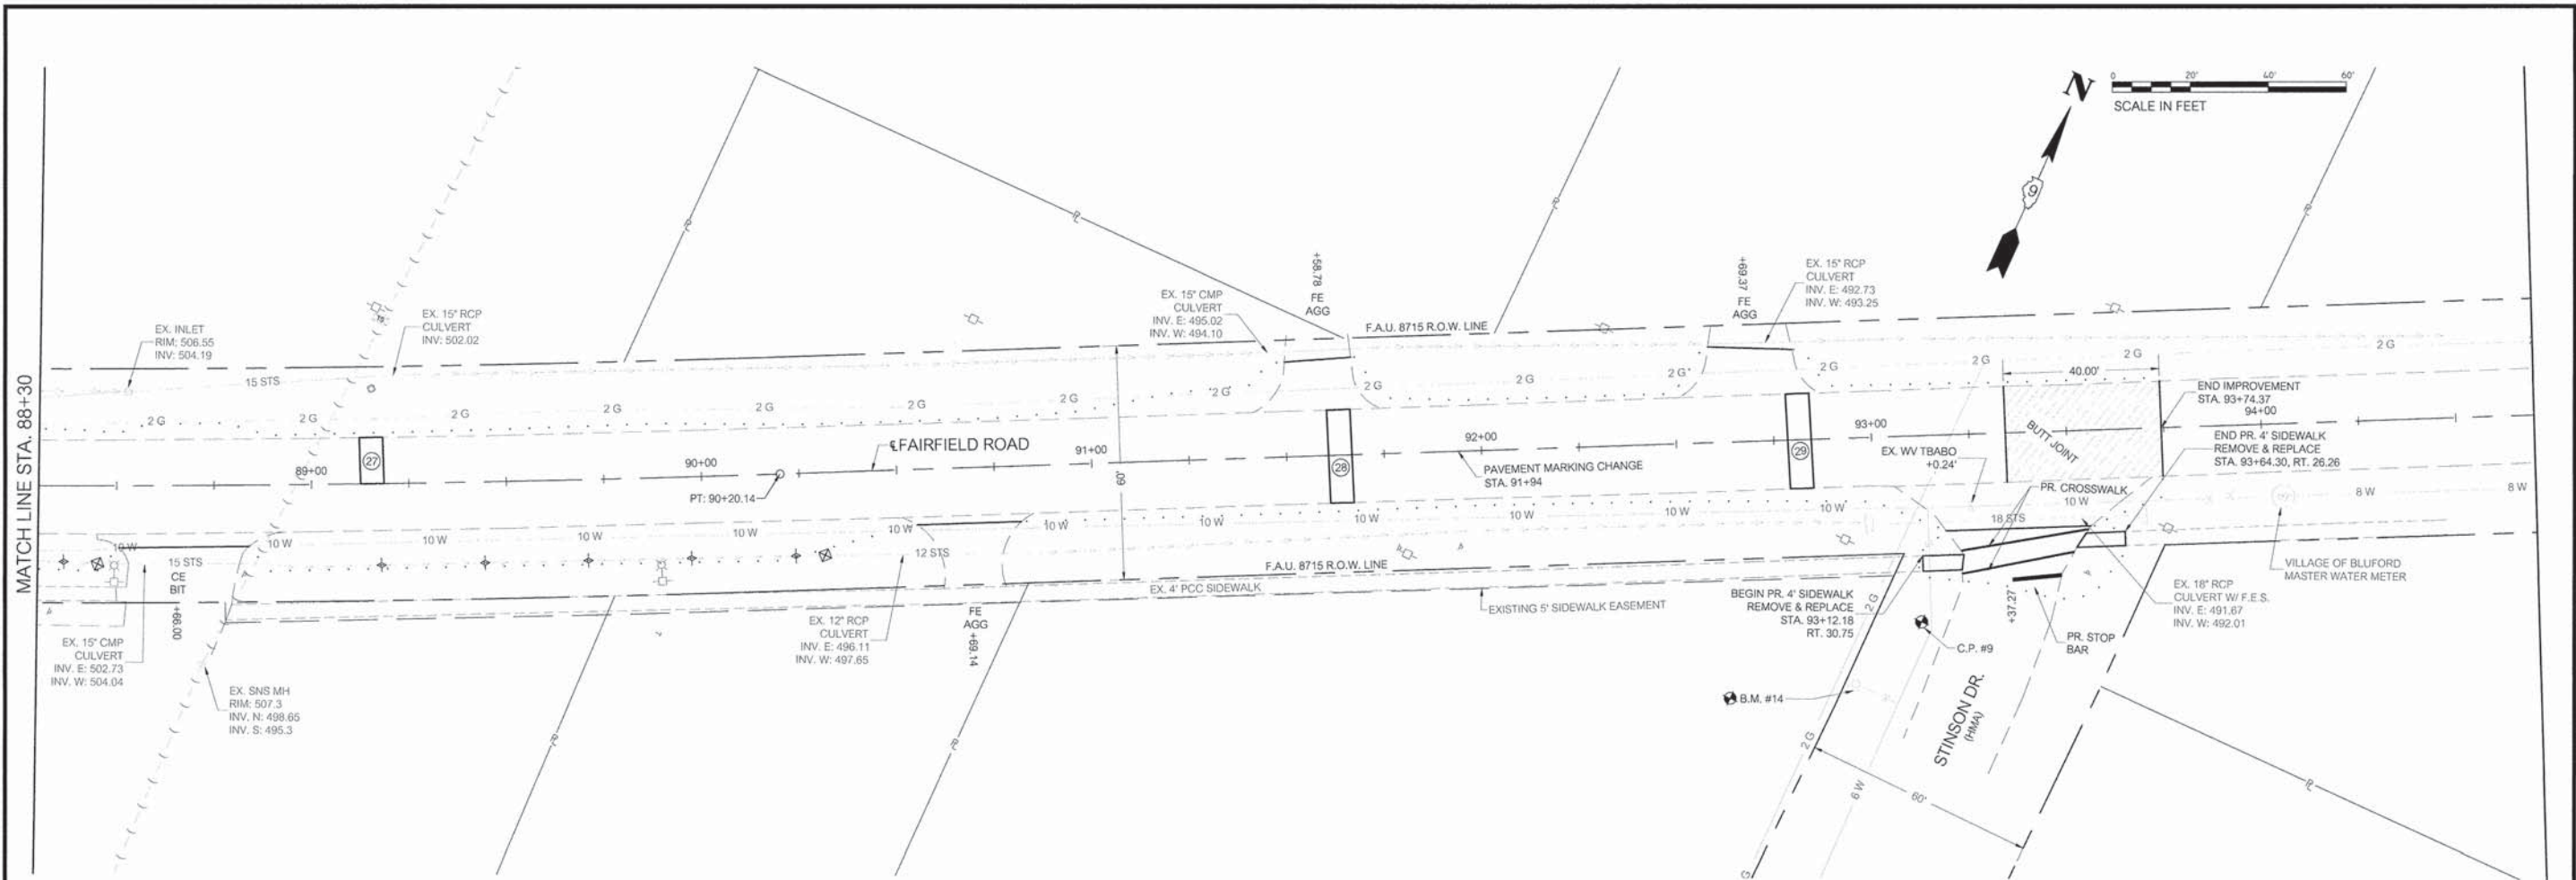 MATCH LINE STA. 88+30
N
9
0 20' 40' 60'
SCALE IN FEET
EX. INLET
RIM: 506.55
INV: 504.19
EX. 15" RCP
CULVERT
INV: 502.02
EX. 15" CMP
CULVERT
INV. E: 495.02
INV. W: 494.10
+58.78
FE
AGG
F.A.U. 8715 R.O.W. LINE
+69.37
FE
AGG
EX. 15" RCP
CULVERT
INV. E: 492.73
INV. W: 493.25
15 STS
2 G 2 G 2 G 2 G 2 G 2 G 2 G 2 G 2 G 2 G 2 G 2 G 2 G 2 G 2 G
40.00'
END IMPROVEMENT
STA. 93+74.37
94+00
END PR. 4' SIDEWALK
REMOVE & REPLACE
STA. 93+64.30, RT. 26.26
BUTT JOINT
89+00
27
90+00
PT: 90+20.14
℄ FAIRFIELD ROAD
91+00
60'
28
92+00
PAVEMENT MARKING CHANGE
STA. 91+94
29
93+00
EX. WV TBABO
+0.24'
PR. CROSSWALK
10 W
18 STS
8 W 8 W
10 W 10 W 10 W 10 W 10 W 10 W 10 W 10 W 10 W 10 W 10 W 10 W
15 STS
CE
BIT
+66.00
12 STS
F.A.U. 8715 R.O.W. LINE
EX. 4' PCC SIDEWALK
EXISTING 5' SIDEWALK EASEMENT
EX. 15" CMP
CULVERT
INV. E: 502.73
INV. W: 504.04
EX. SNS MH
RIM: 507.3
INV. N: 498.65
INV. S: 495.3
EX. 12" RCP
CULVERT
INV. E: 496.11
INV. W: 497.65
FE
AGG
+69.14
BEGIN PR. 4' SIDEWALK
REMOVE & REPLACE
STA. 93+12.18
RT. 30.75
2 G
C.P. #9
B.M. #14
+37.27
PR. STOP
BAR
EX. 18" RCP
CULVERT W/ F.E.S.
INV. E: 491.67
INV. W: 492.01
VILLAGE OF BLUFORD
MASTER WATER METER
STINSON DR.
(HMA)
2 G
6 W
60'
G